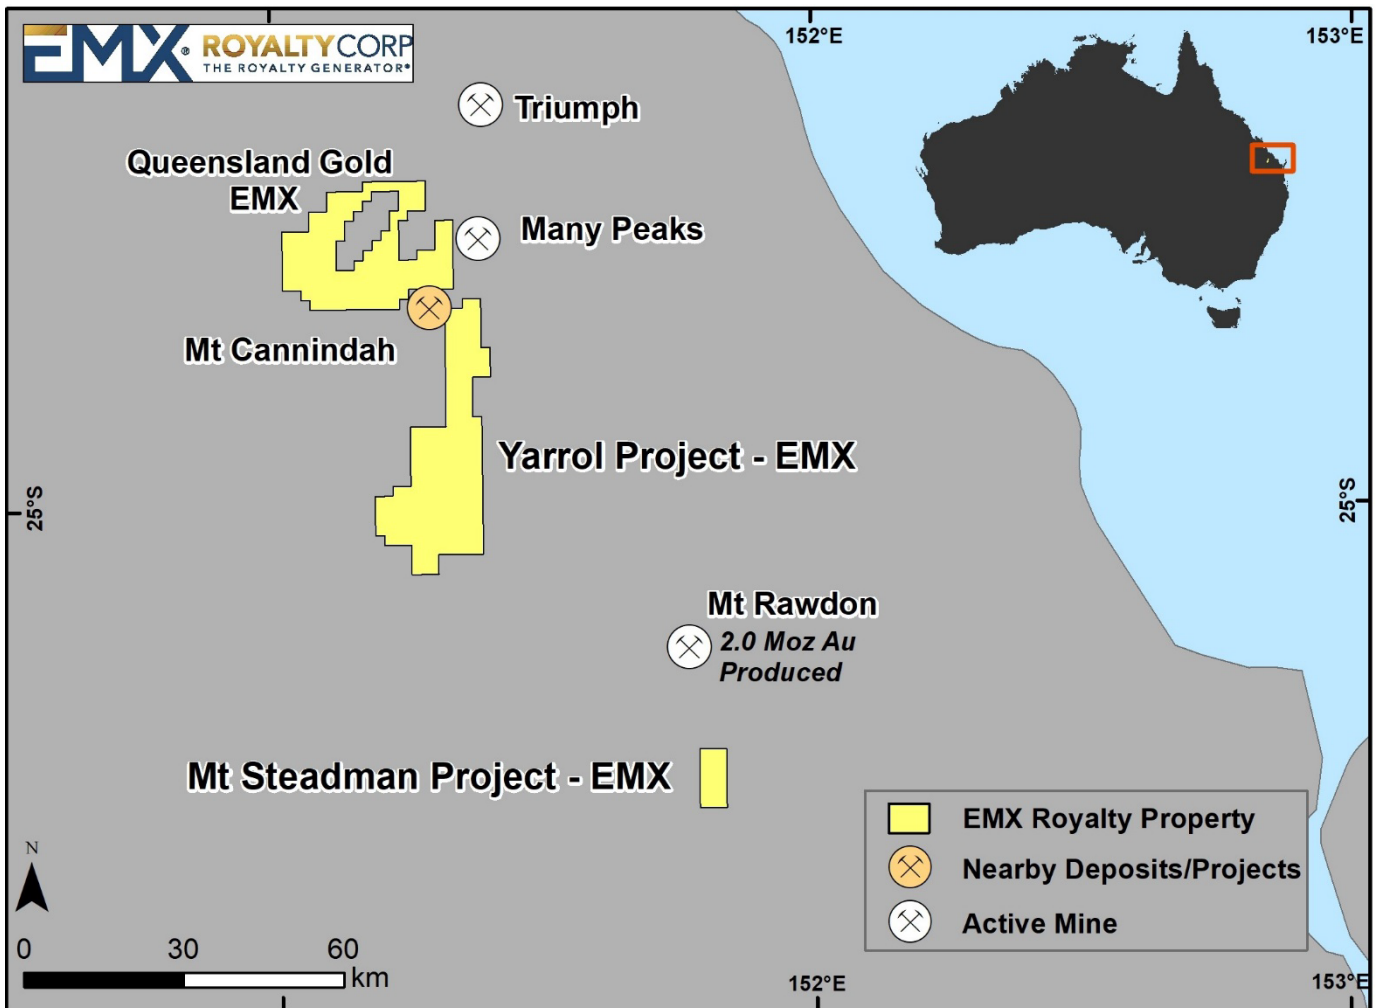 EMX® ROYALTY CORP
THE ROYALTY GENERATOR®
152°E
153°E
Triumph
Queensland Gold
EMX
Many Peaks
Mt Cannindah
Yarrol Project - EMX
25°S
25°S
Mt Rawdon
2.0 Moz Au
Produced
Mt Steadman Project - EMX
EMX Royalty Property
Nearby Deposits/Projects
Active Mine
N
0 30 60
km
152°E
153°E